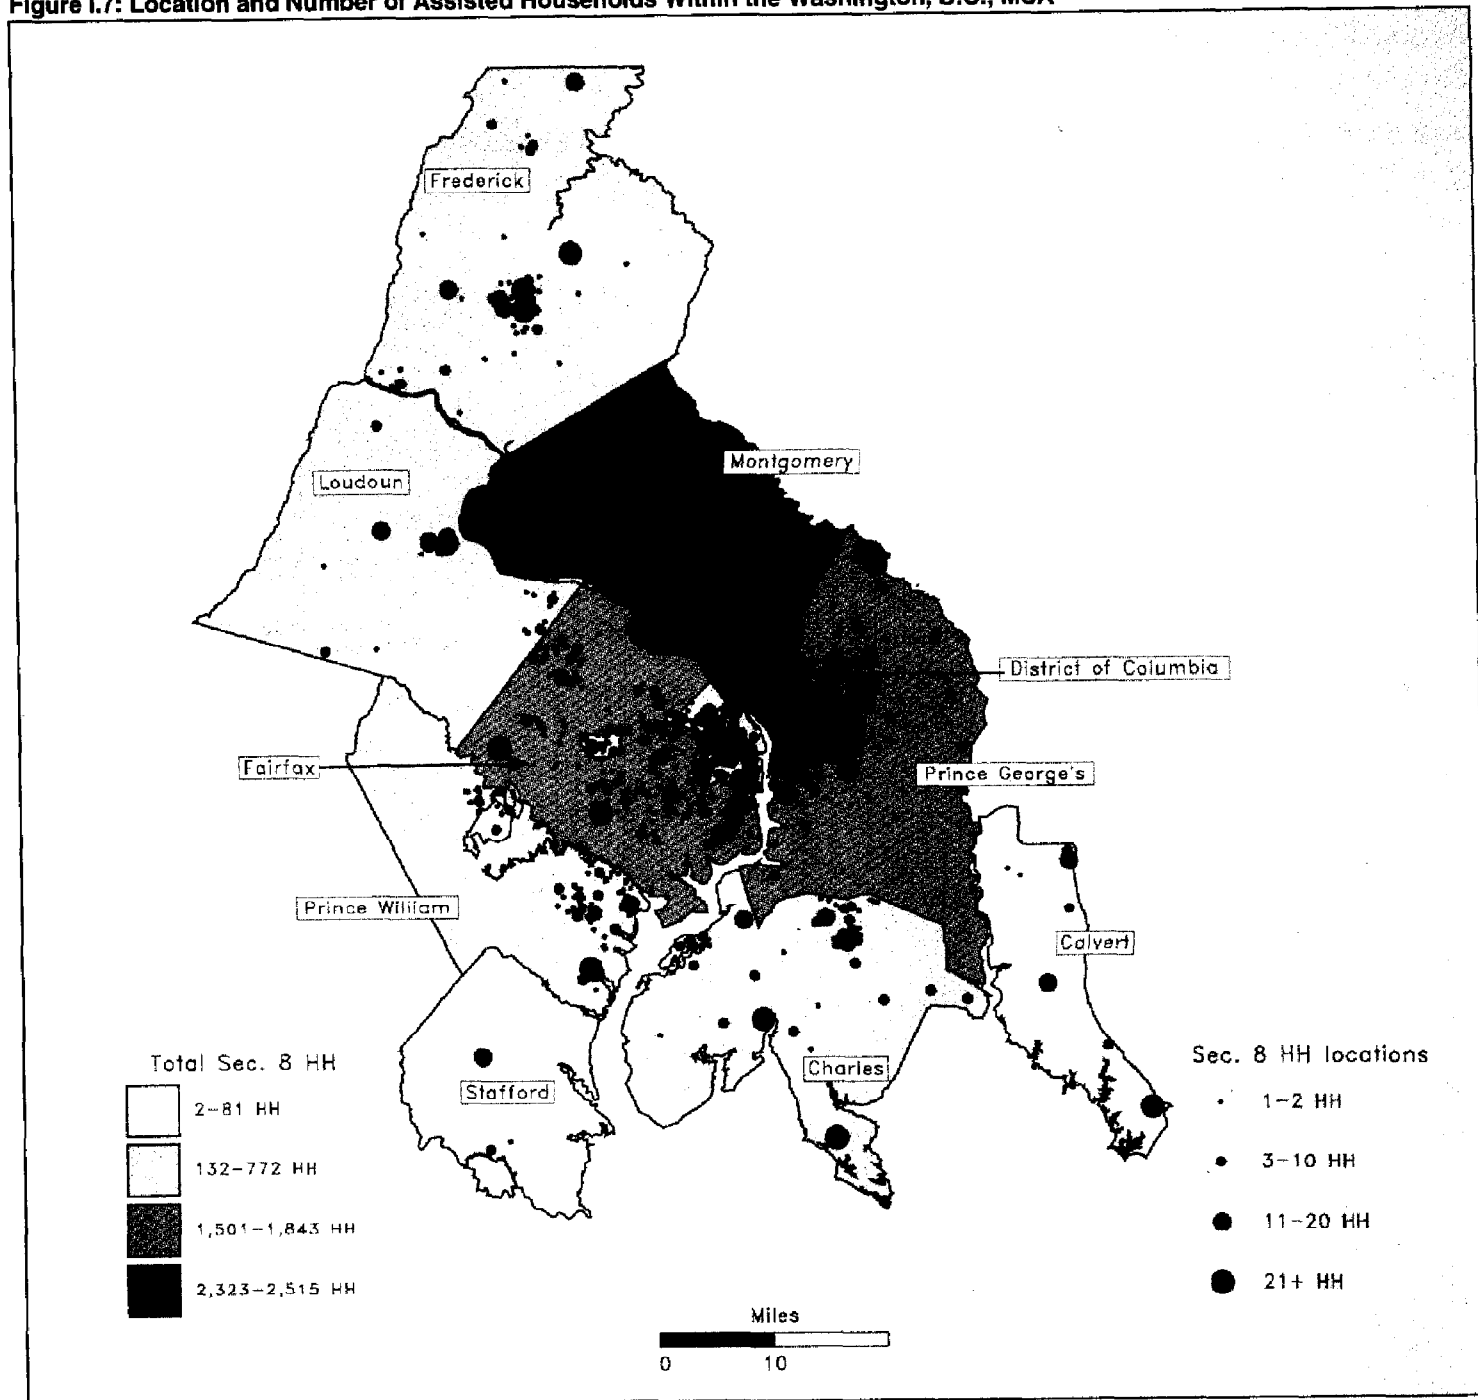 Figure I.7: Location and Number of Assisted Households Within the Washington, D.C., MSA
Frederick
Montgomery
Loudoun
District of Columbia
Fairfax
Prince George's
Prince William
Calvert
Charles
Stafford
Total Sec. 8 HH
2-81 HH
132-772 HH
1,501-1,843 HH
2,323-2,515 HH
Sec. 8 HH locations
1-2 HH
3-10 HH
11-20 HH
21+ HH
Miles
0 10